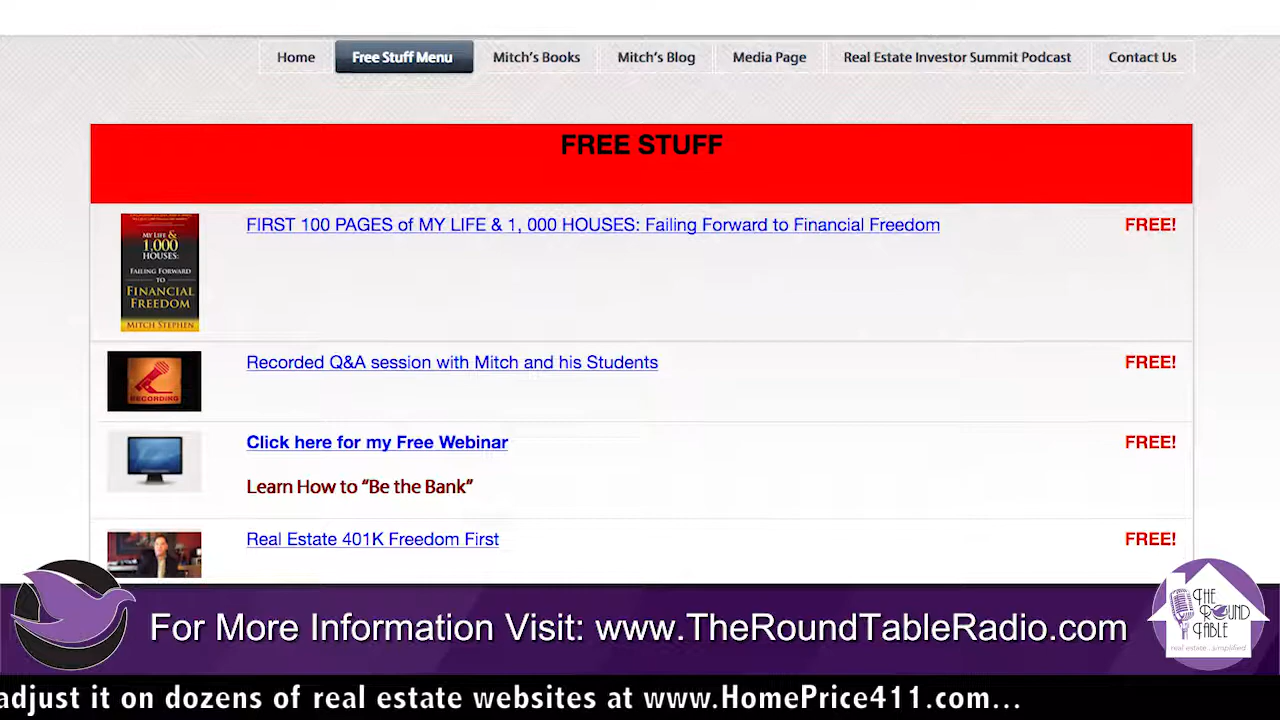 Home Free Stuff Menu Mitch's Books Mitch's Blog Media Page Real Estate Investor Summit Podcast Contact Us
FREE STUFF
MY LIFE &
1,000
HOUSES:
FAILING FORWARD
TO
FINANCIAL
FREEDOM
MITCH STEPHEN
FIRST 100 PAGES of MY LIFE & 1, 000 HOUSES: Failing Forward to Financial Freedom FREE!
RECORDING
Recorded Q&A session with Mitch and his Students FREE!
Click here for my Free Webinar FREE!
Learn How to “Be the Bank”
Real Estate 401K Freedom First FREE!
For More Information Visit: www.TheRoundTableRadio.com
THE
ROUND
TABLE
real estate...simplified
adjust it on dozens of real estate websites at www.HomePrice411.com...